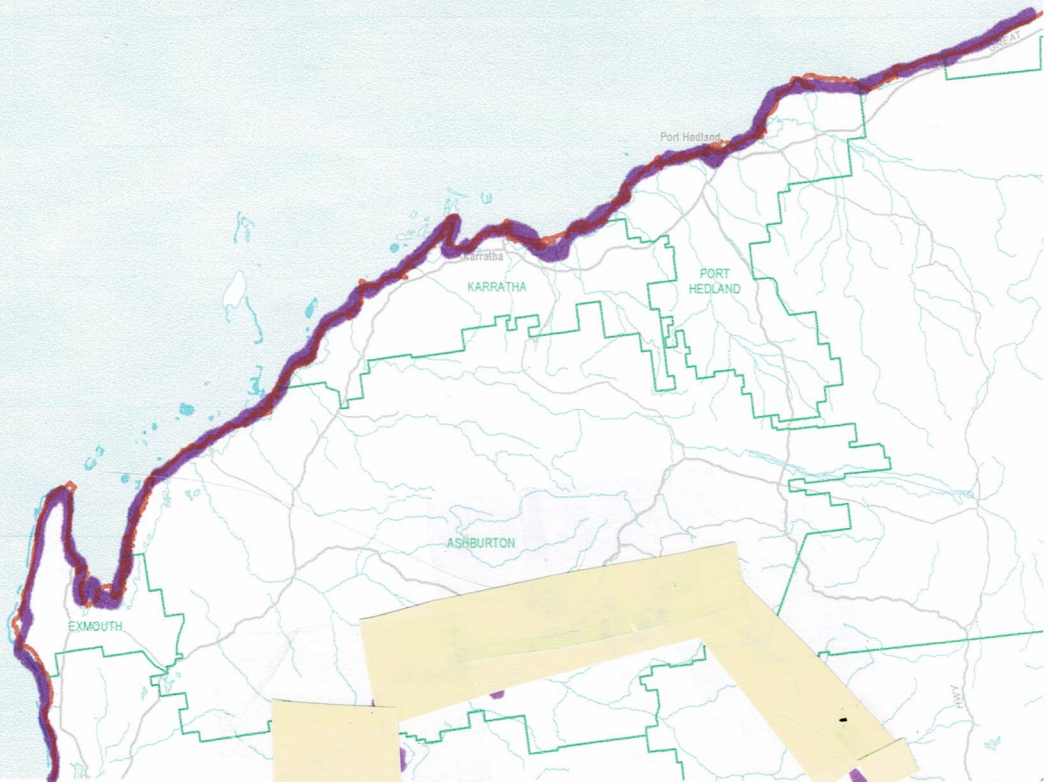 GREAT
Port Hedland
Karratha
KARRATHA
PORT
HEDLAND
ASHBURTON
EXMOUTH
HWY